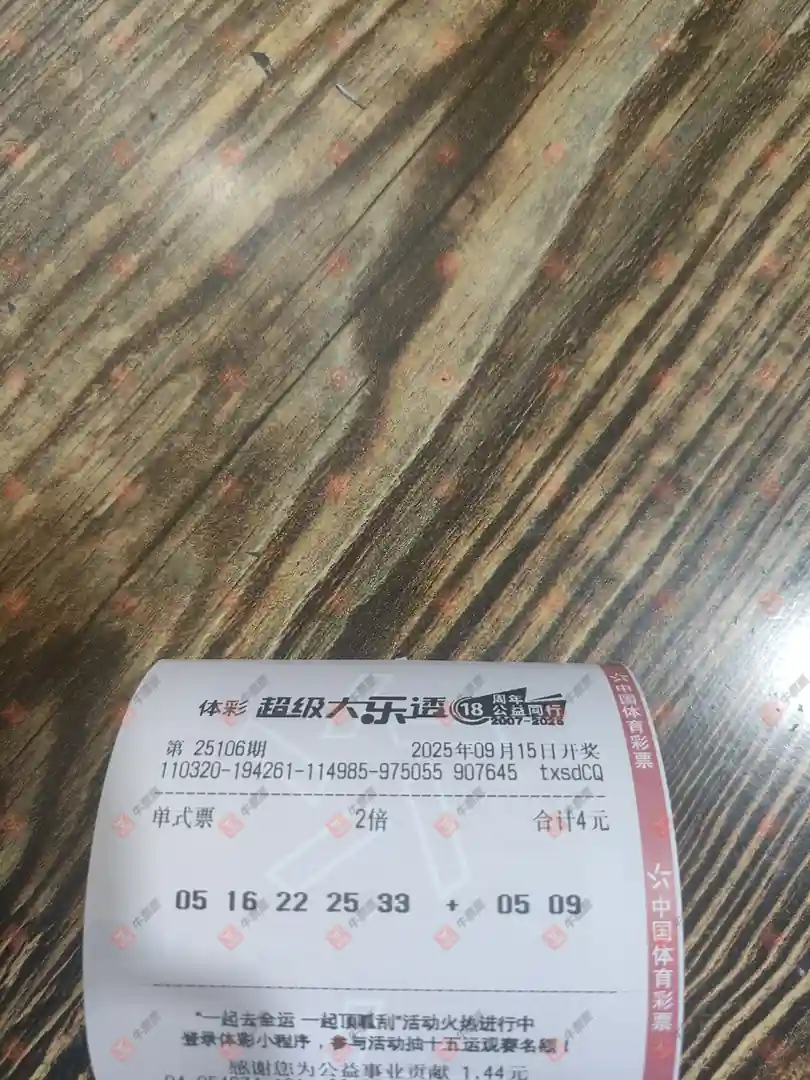 体彩 超级大乐透 18 周年 公益同行 2007-2025
第 25106期 2025年09月15日开奖
110320-194261-114985-975055 907645 txsdCQ
单式票 2倍 合计4元
05 16 22 25 33 + 05 09
"一起去全运 一起顶呱刮"活动火热进行中
登录体彩小程序，参与活动抽十五运观赛名额！
感谢您为公益事业贡献 1.44元
中国体育彩票
中国体育彩票